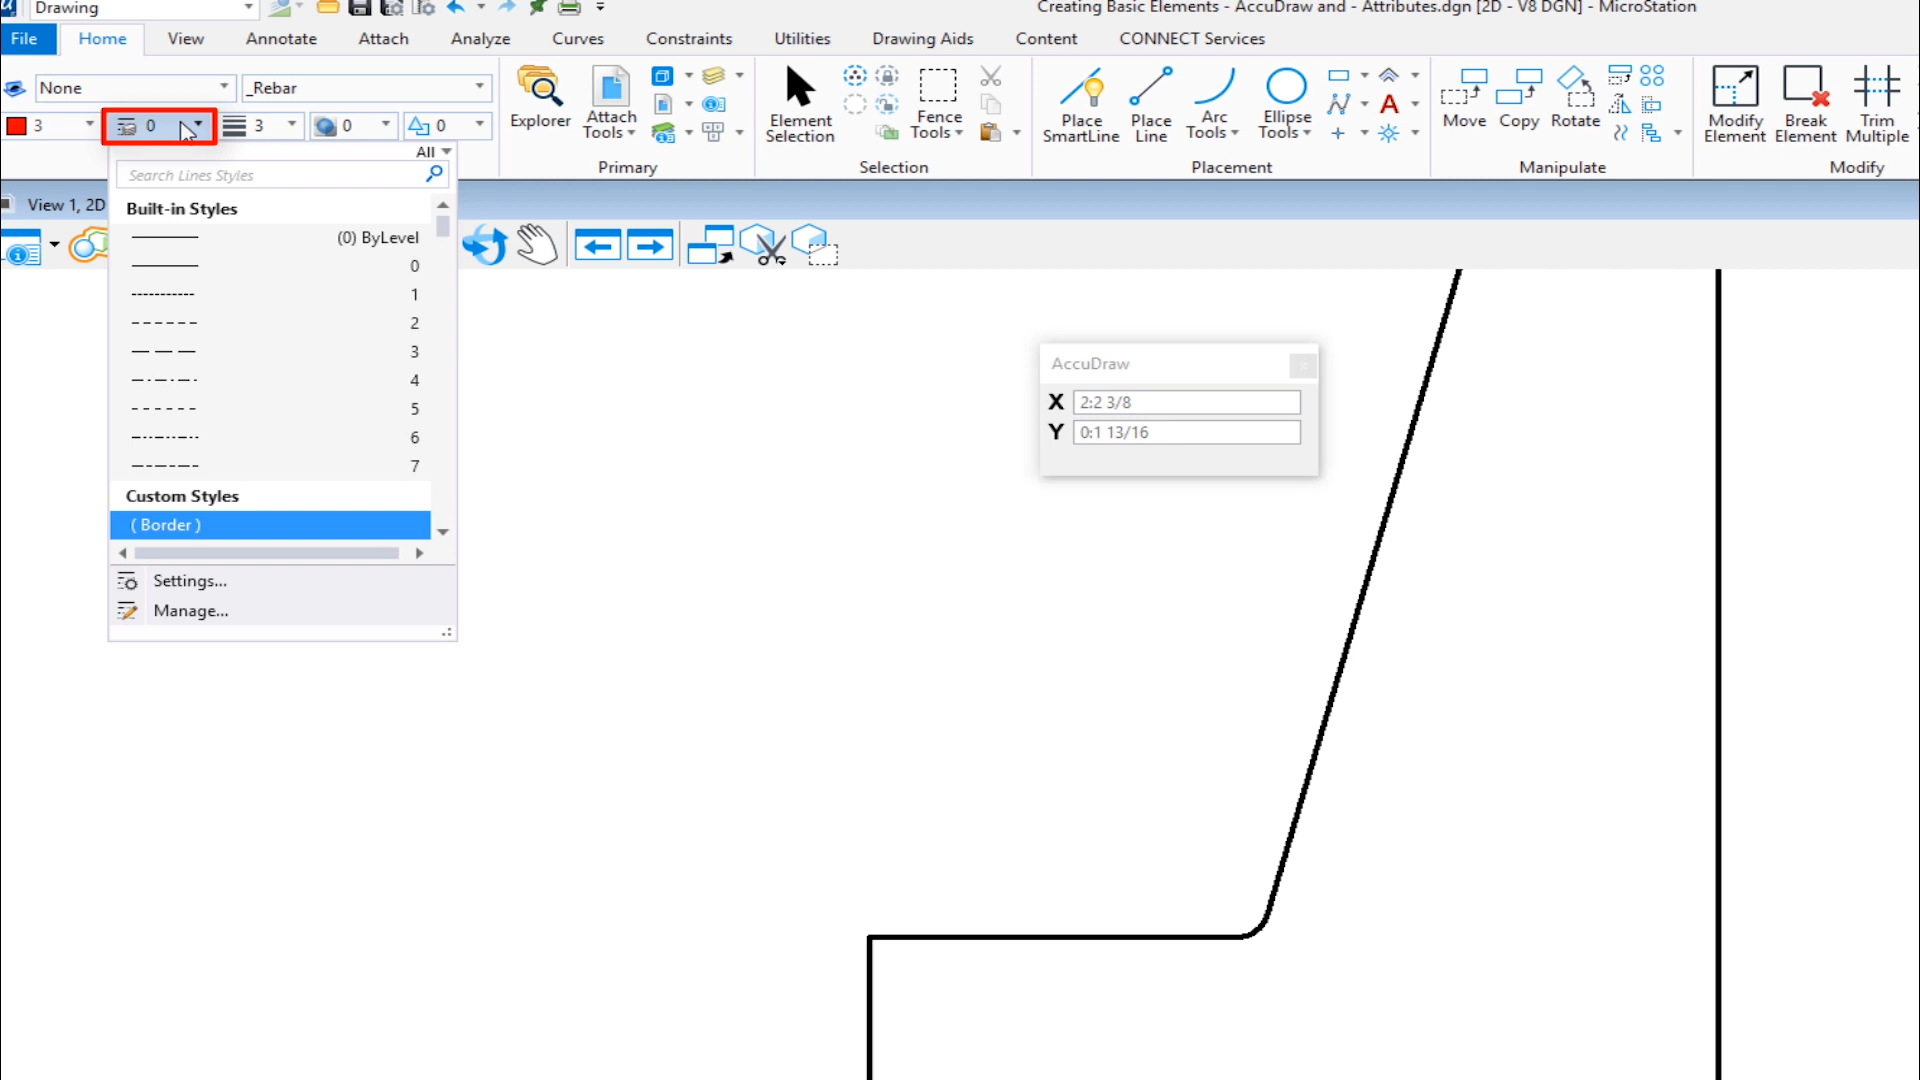 Drawing
Creating Basic Elements - AccuDraw and - Attributes.dgn [2D - V8 DGN] - MicroStation
File Home View Annotate Attach Analyze Curves Constraints Utilities Drawing Aids Content CONNECT Services
None _Rebar
3 0 3 0 0
Explorer
Attach Tools
Element Selection
Fence Tools
Place SmartLine
Place Line
Arc Tools
Ellipse Tools
Move Copy Rotate
Modify Element
Break Element
Trim Multiple
Primary Selection Placement Manipulate Modify
All
Search Lines Styles
View 1, 2D
Built-in Styles
(0) ByLevel
0
1
2
3
4
5
6
7
Custom Styles
( Border )
Settings...
Manage...
AccuDraw
X 2:2 3/8
Y 0:1 13/16